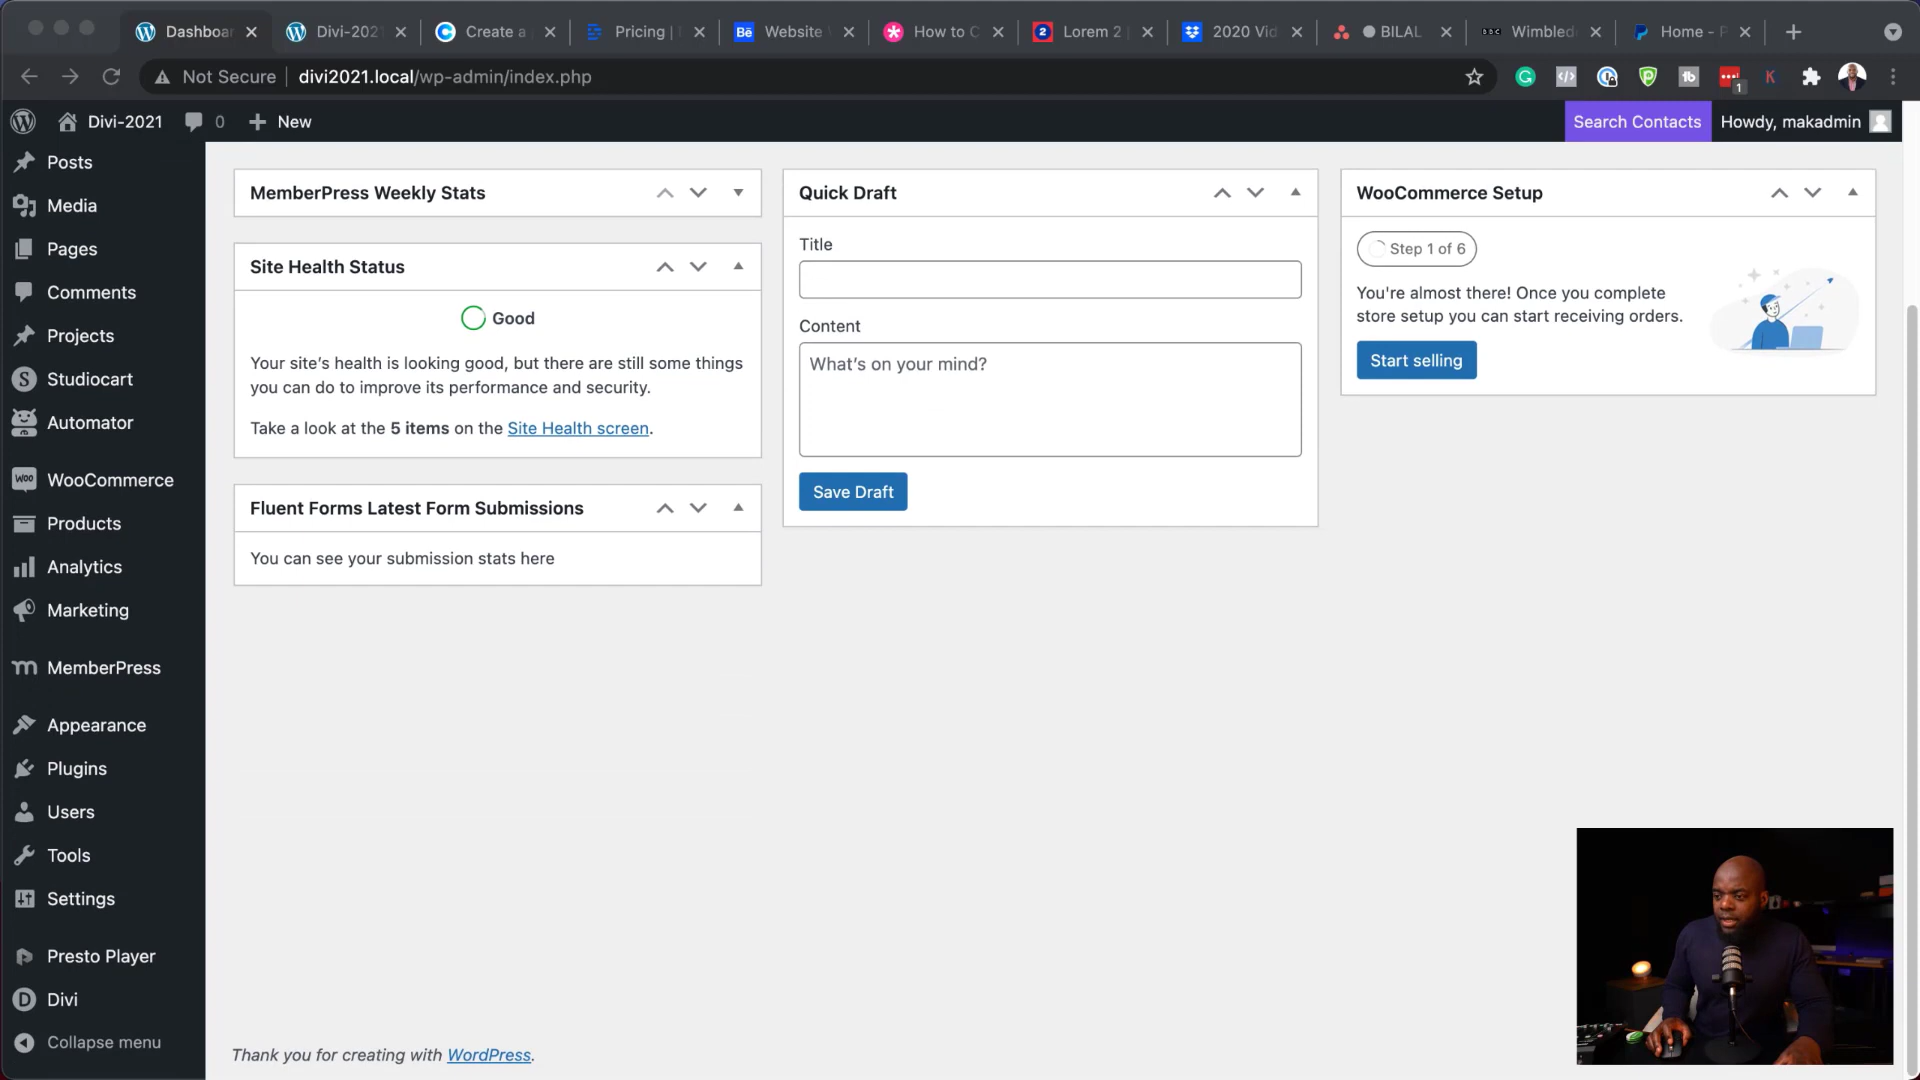 Dashboar
Divi-202
Create a
Pricing |
Website
How to C
Lorem 2
2020 Vid
BILAL
Wimbled
Home - P
Not Secure
divi2021.local/wp-admin/index.php
Divi-2021
0
New
Search Contacts
Howdy, makadmin
Posts
Media
Pages
Comments
Projects
Studiocart
Automator
WooCommerce
Products
Analytics
Marketing
MemberPress
Appearance
Plugins
Users
Tools
Settings
Presto Player
Divi
Collapse menu
MemberPress Weekly Stats
Site Health Status
Good
Your site's health is looking good, but there are still some things
you can do to improve its performance and security.
Take a look at the 5 items on the Site Health screen.
Fluent Forms Latest Form Submissions
You can see your submission stats here
Quick Draft
Title
Content
What's on your mind?
Save Draft
WooCommerce Setup
Step 1 of 6
You're almost there! Once you complete
store setup you can start receiving orders.
Start selling
Thank you for creating with WordPress.